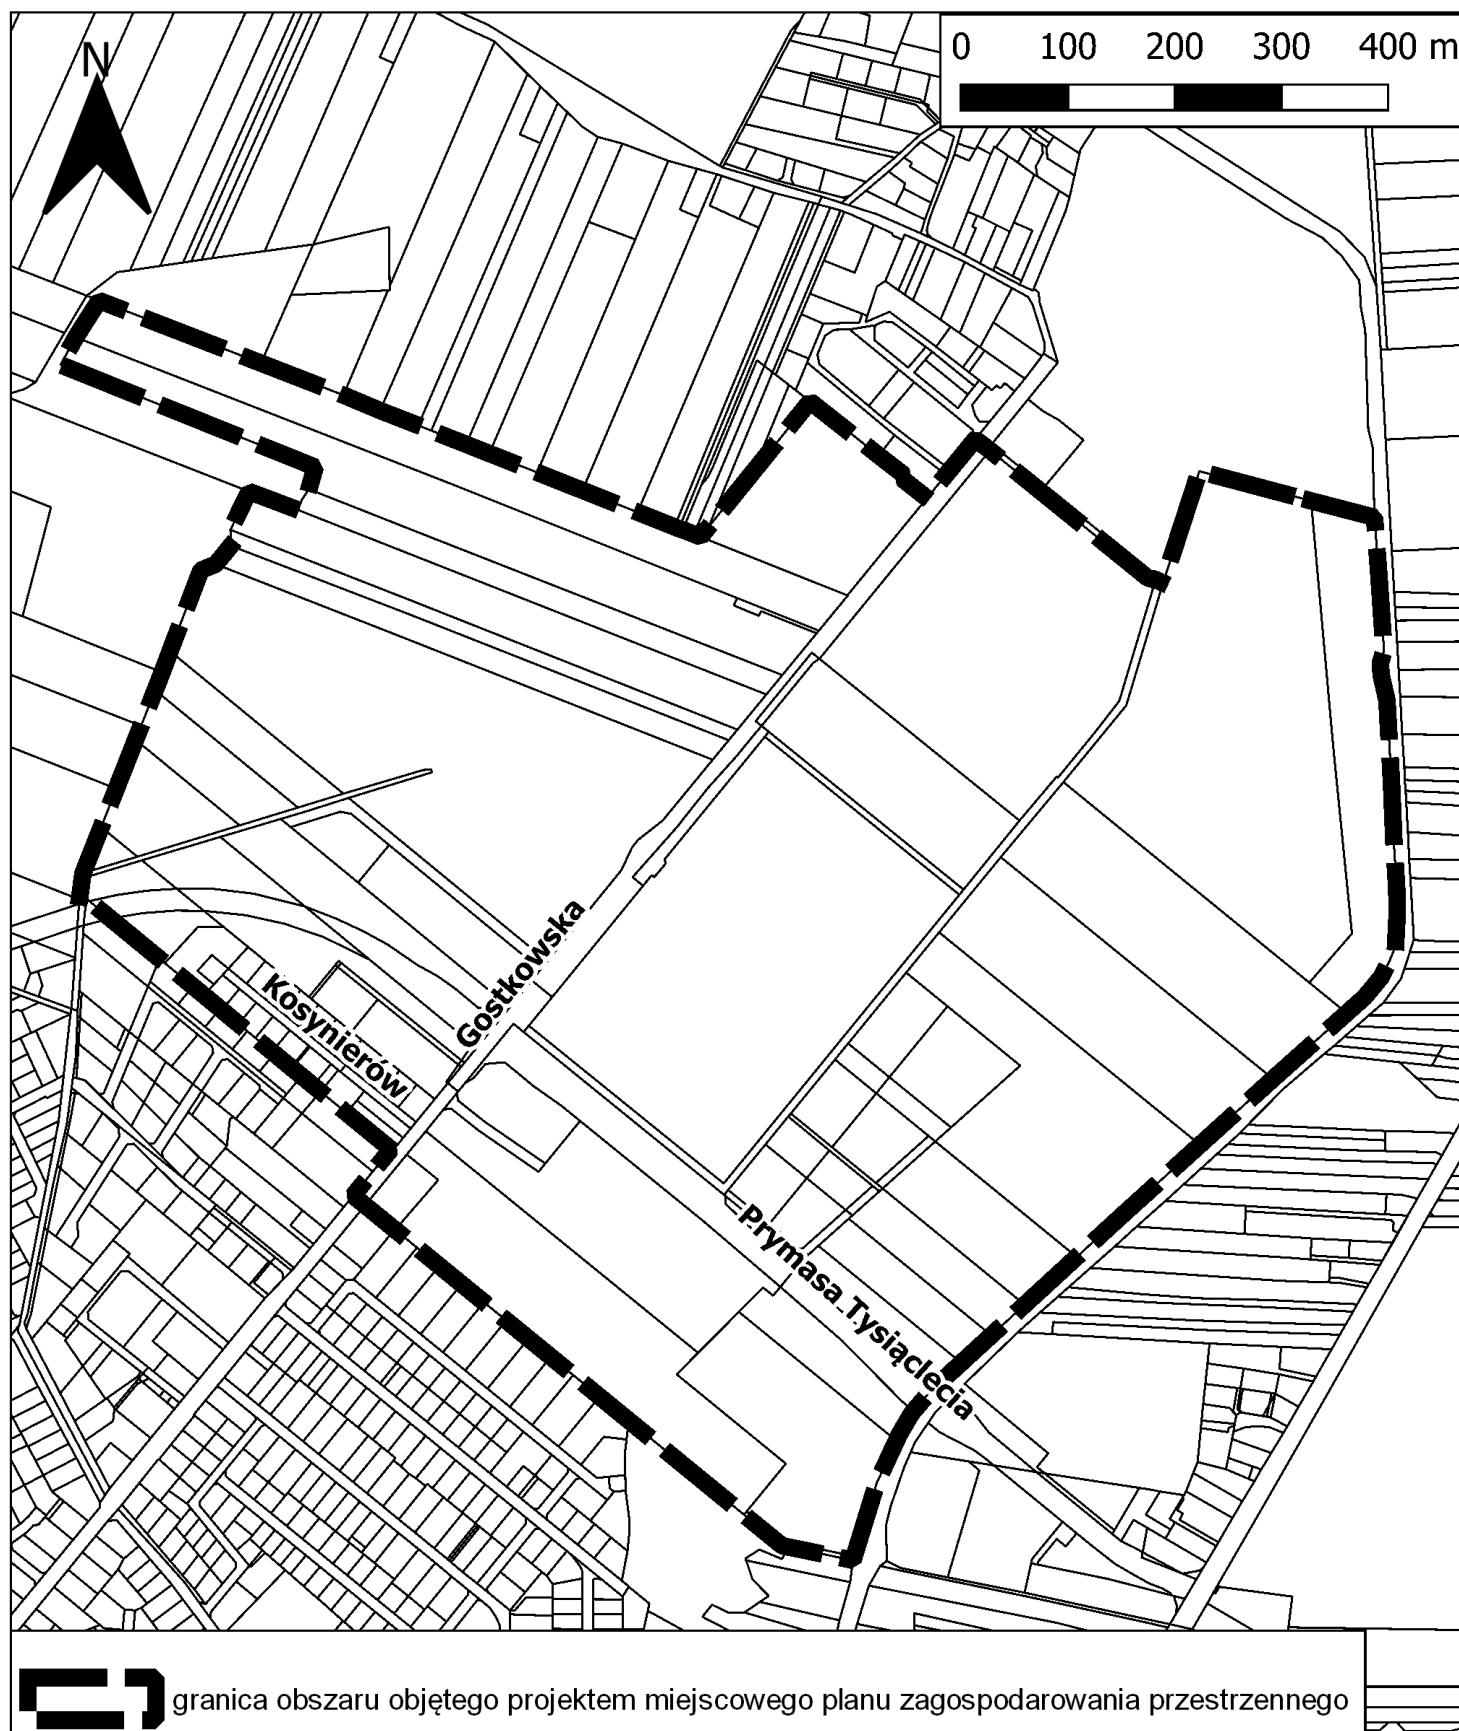 N
0 100 200 300 400 m
Gostkowska
Kosynierów
Prymasa Tysiąclecia
granica obszaru objętego projektem miejscowego planu zagospodarowania przestrzennego